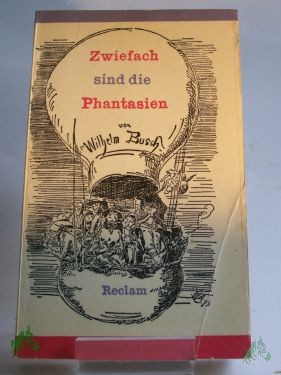 Zwiefach
sind die
Phantasien
von
Wilhelm Busch
Reclam